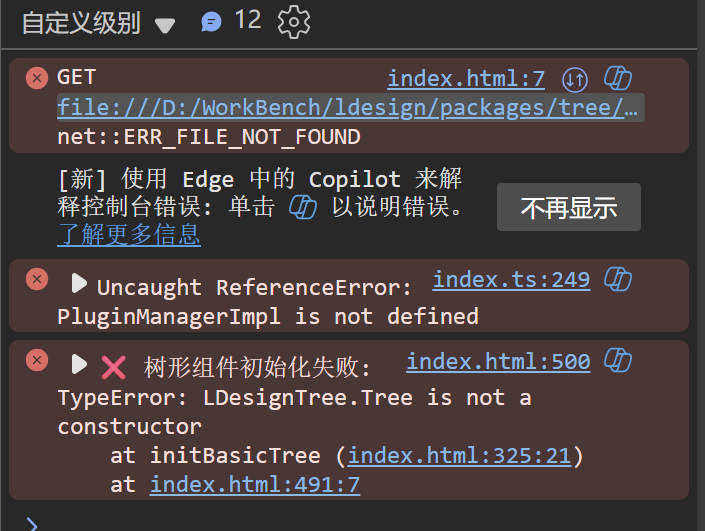 自定义级别 12
GET index.html:7
file:///D:/WorkBench/ldesign/packages/tree/…
net::ERR_FILE_NOT_FOUND
[新] 使用 Edge 中的 Copilot 来解
释控制台错误: 单击 以说明错误。
了解更多信息
不再显示
Uncaught ReferenceError: index.ts:249
PluginManagerImpl is not defined
❌ 树形组件初始化失败: index.html:500
TypeError: LDesignTree.Tree is not a
constructor
at initBasicTree (index.html:325:21)
at index.html:491:7